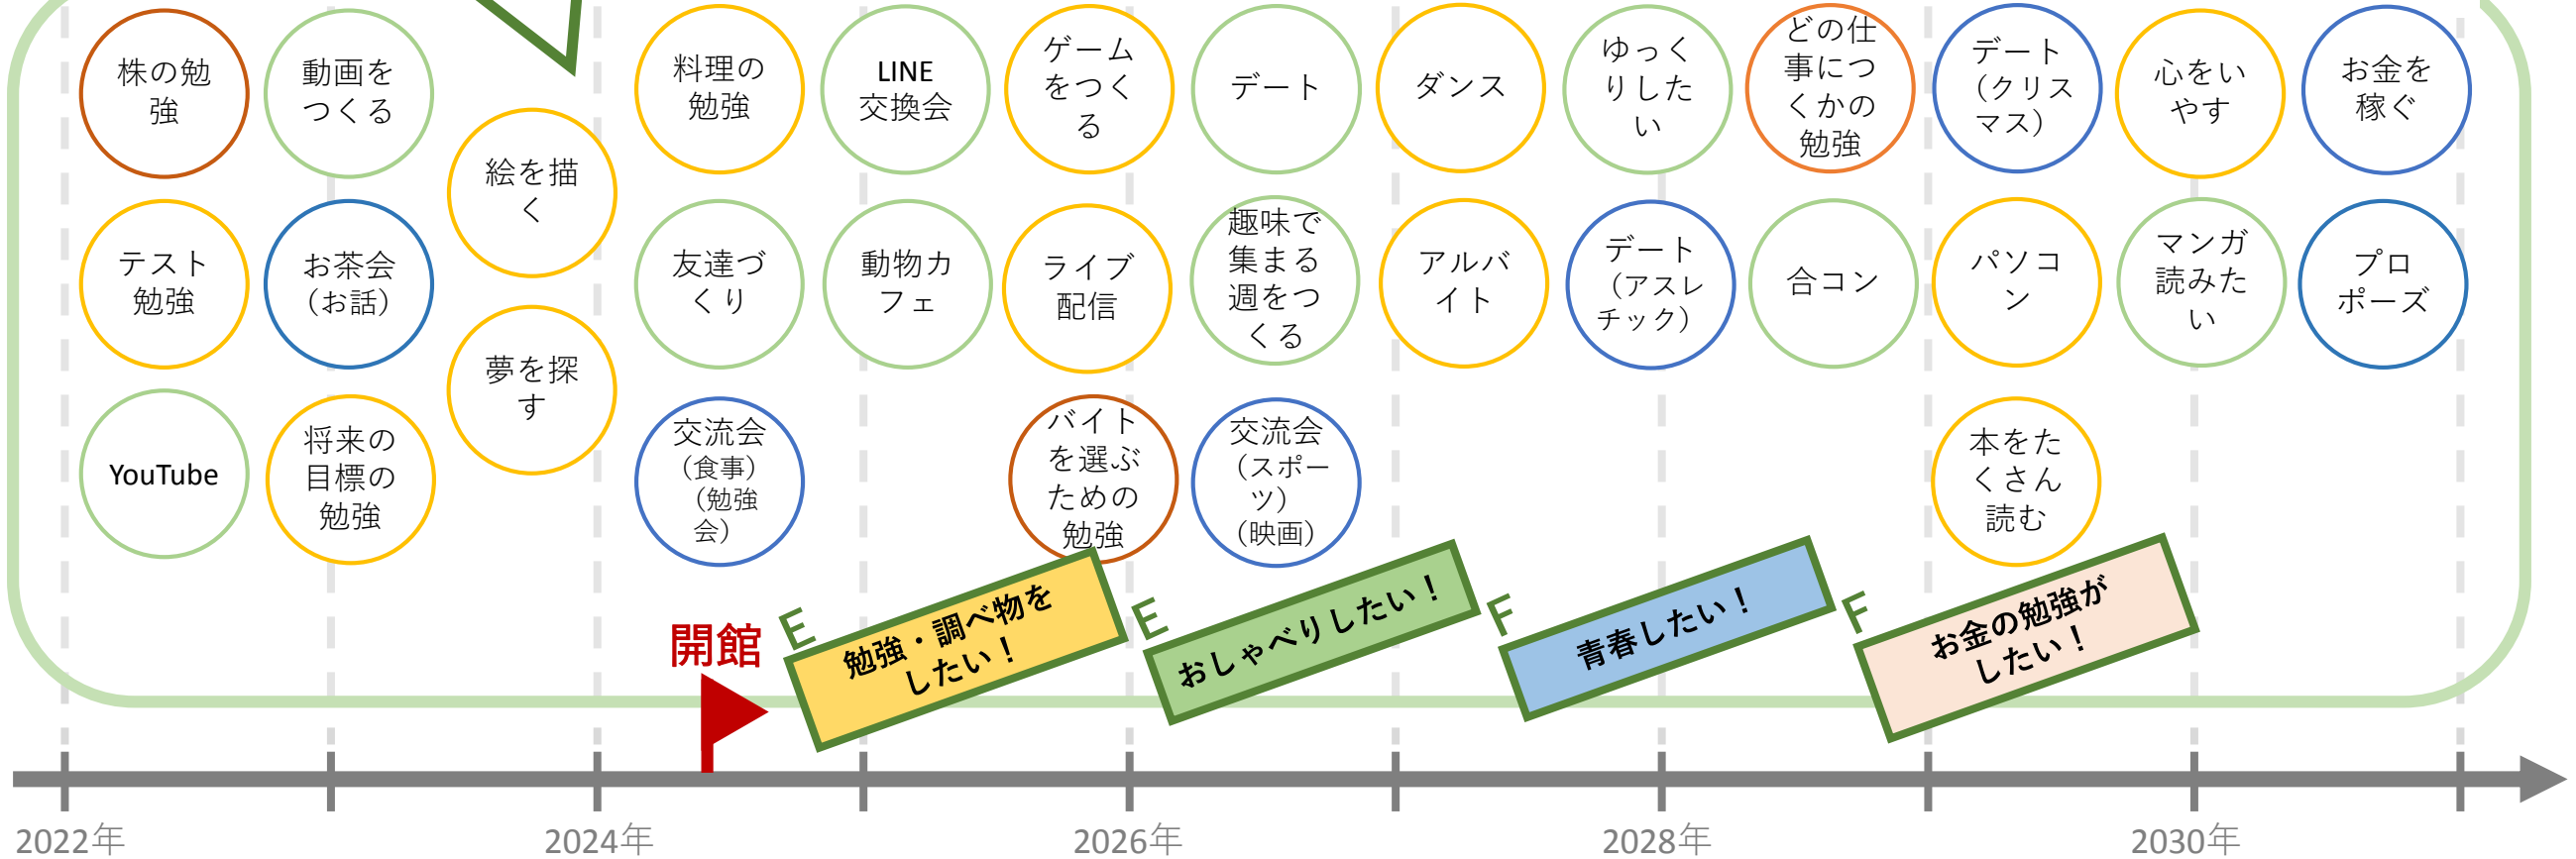 株の勉
強
動画を
つくる
絵を描
く
料理の
勉強
LINE
交換会
ゲーム
をつく
る
デート
ダンス
ゆっく
りした
い
どの仕
事につ
くかの
勉強
デート
（クリス
マス）
心をい
やす
お金を
稼ぐ
テスト
勉強
お茶会
（お話）
夢を探
す
友達づ
くり
動物カ
フェ
ライブ
配信
趣味で
集まる
週をつ
くる
アルバ
イト
デート
（アスレ
チック）
合コン
パソコ
ン
マンガ
読みた
い
プロ
ポーズ
YouTube
将来の
目標の
勉強
交流会
（食事）
（勉強
会）
バイト
を選ぶ
ための
勉強
交流会
（スポー
ツ）
（映画）
本をた
くさん
読む
開館
E
勉強・調べ物を
したい！
E
おしゃべりしたい！
F
青春したい！
F
お金の勉強が
したい！
2022年
2024年
2026年
2028年
2030年